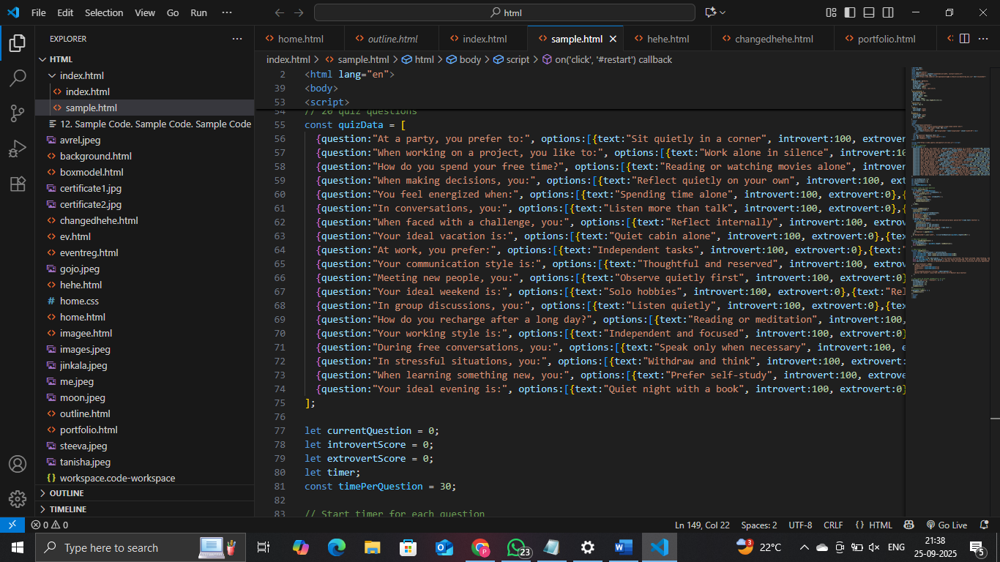 File Edit Selection View Go Run ···
html
EXPLORER
HTML
index.html
index.html
sample.html
12. Sample Code. Sample Code. Sample Code
avrel.jpeg
background.html
boxmodel.html
certificate1.jpg
certificate2.jpg
changedhehe.html
ev.html
eventreg.html
gojo.jpeg
hehe.html
home.css
home.html
imagee.html
images.jpeg
jinkala.jpeg
me.jpeg
moon.jpeg
outline.html
portfolio.html
steeva.jpeg
tanisha.jpeg
workspace.code-workspace
OUTLINE
TIMELINE
home.html outline.html index.html sample.html hehe.html changedhehe.html portfolio.html
index.html > sample.html > html > body > script > on('click', '#restart') callback
2 <html lang="en">
39 <body>
53 <script>
54 // 20 quiz questions
55 const quizData = [
56 {question:"At a party, you prefer to:", options:[{text:"Sit quietly in a corner", introvert:100, extrover
57 {question:"When working on a project, you like to:", options:[{text:"Work alone in silence", introvert:10
58 {question:"How do you spend your free time?", options:[{text:"Reading or watching movies alone", introver
59 {question:"When making decisions, you:", options:[{text:"Reflect quietly on your own", introvert:100, ext
60 {question:"You feel energized when:", options:[{text:"Spending time alone", introvert:100, extrovert:0},{
61 {question:"In conversations, you:", options:[{text:"Listen more than talk", introvert:100, extrovert:0},{
62 {question:"When faced with a challenge, you:", options:[{text:"Reflect internally", introvert:100, extrov
63 {question:"Your ideal vacation is:", options:[{text:"Quiet cabin alone", introvert:100, extrovert:0},{tex
64 {question:"At work, you prefer:", options:[{text:"Independent tasks", introvert:100, extrovert:0},{text:"
65 {question:"Your communication style is:", options:[{text:"Thoughtful and reserved", introvert:100, extrov
66 {question:"Meeting new people, you:", options:[{text:"Observe quietly first", introvert:100, extrovert:0}
67 {question:"Your ideal weekend is:", options:[{text:"Solo hobbies", introvert:100, extrovert:0},{text:"Rel
68 {question:"In group discussions, you:", options:[{text:"Listen quietly", introvert:100, extrovert:0},{tex
69 {question:"How do you recharge after a long day?", options:[{text:"Reading or meditation", introvert:100,
70 {question:"Your working style is:", options:[{text:"Independent and focused", introvert:100, extrovert:0}
71 {question:"During free conversations, you:", options:[{text:"Speak only when necessary", introvert:100, e
72 {question:"In stressful situations, you:", options:[{text:"Withdraw and think", introvert:100, extrovert:
73 {question:"When learning something new, you:", options:[{text:"Prefer self-study", introvert:100, extrove
74 {question:"Your ideal evening is:", options:[{text:"Quiet night with a book", introvert:100, extrovert:0}
75 ];
76
77 let currentQuestion = 0;
78 let introvertScore = 0;
79 let extrovertScore = 0;
80 let timer;
81 const timePerQuestion = 30;
82
83 // Start timer for each question
0 0 Ln 149, Col 22 Spaces: 2 UTF-8 CRLF { } HTML Go Live
Type here to search
23
3 22°C ENG 21:38 25-09-2025 5